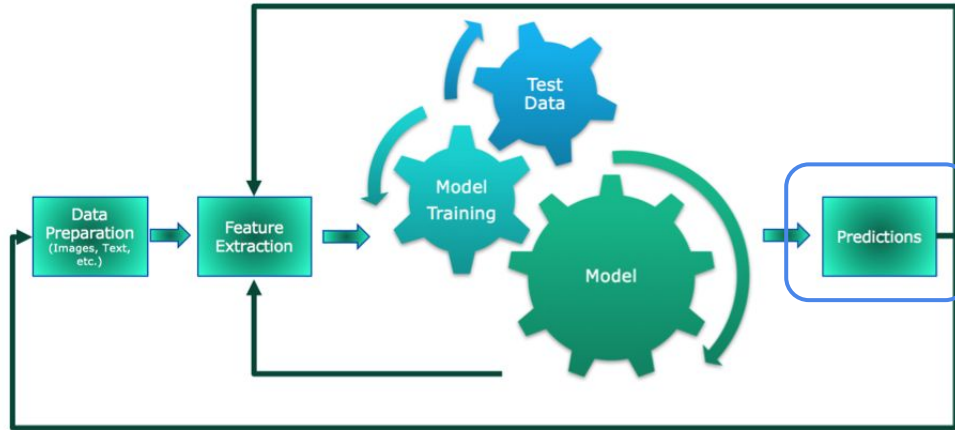 Test
Data
Model
Training
Data
Preparation
(Images, Text,
etc.)
Feature
Extraction
Model
Predictions